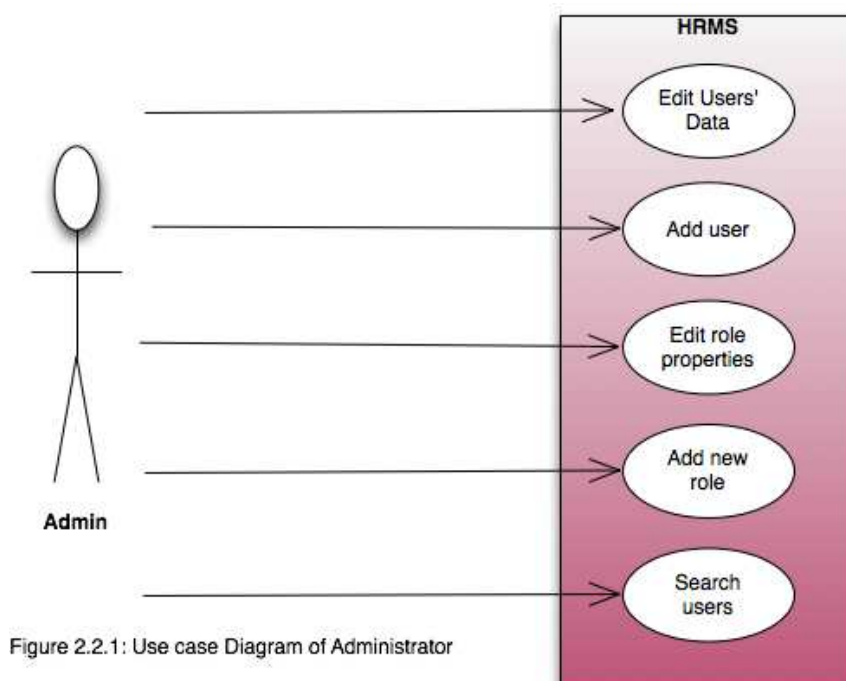 HRMS
Edit Users'
Data
Add user
Edit role
properties
Add new
role
Admin
Search
users
Figure 2.2.1: Use case Diagram of Administrator